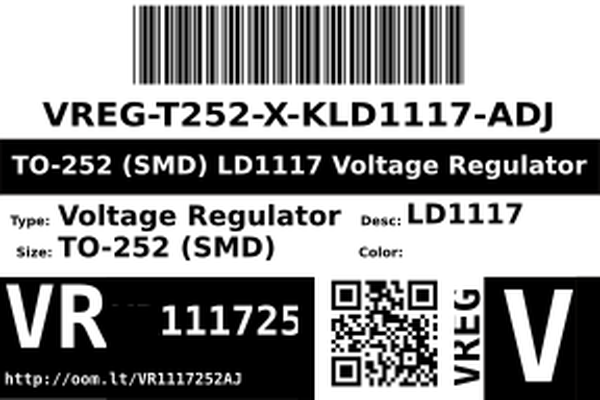 VREG-T252-X-KLD1117-ADJ
TO-252 (SMD) LD1117 Voltage Regulator
Type: Voltage Regulator Desc: LD1117
Size: TO-252 (SMD) Color:
VR 111725 VREG V
http://oom.lt/VR1117252AJ